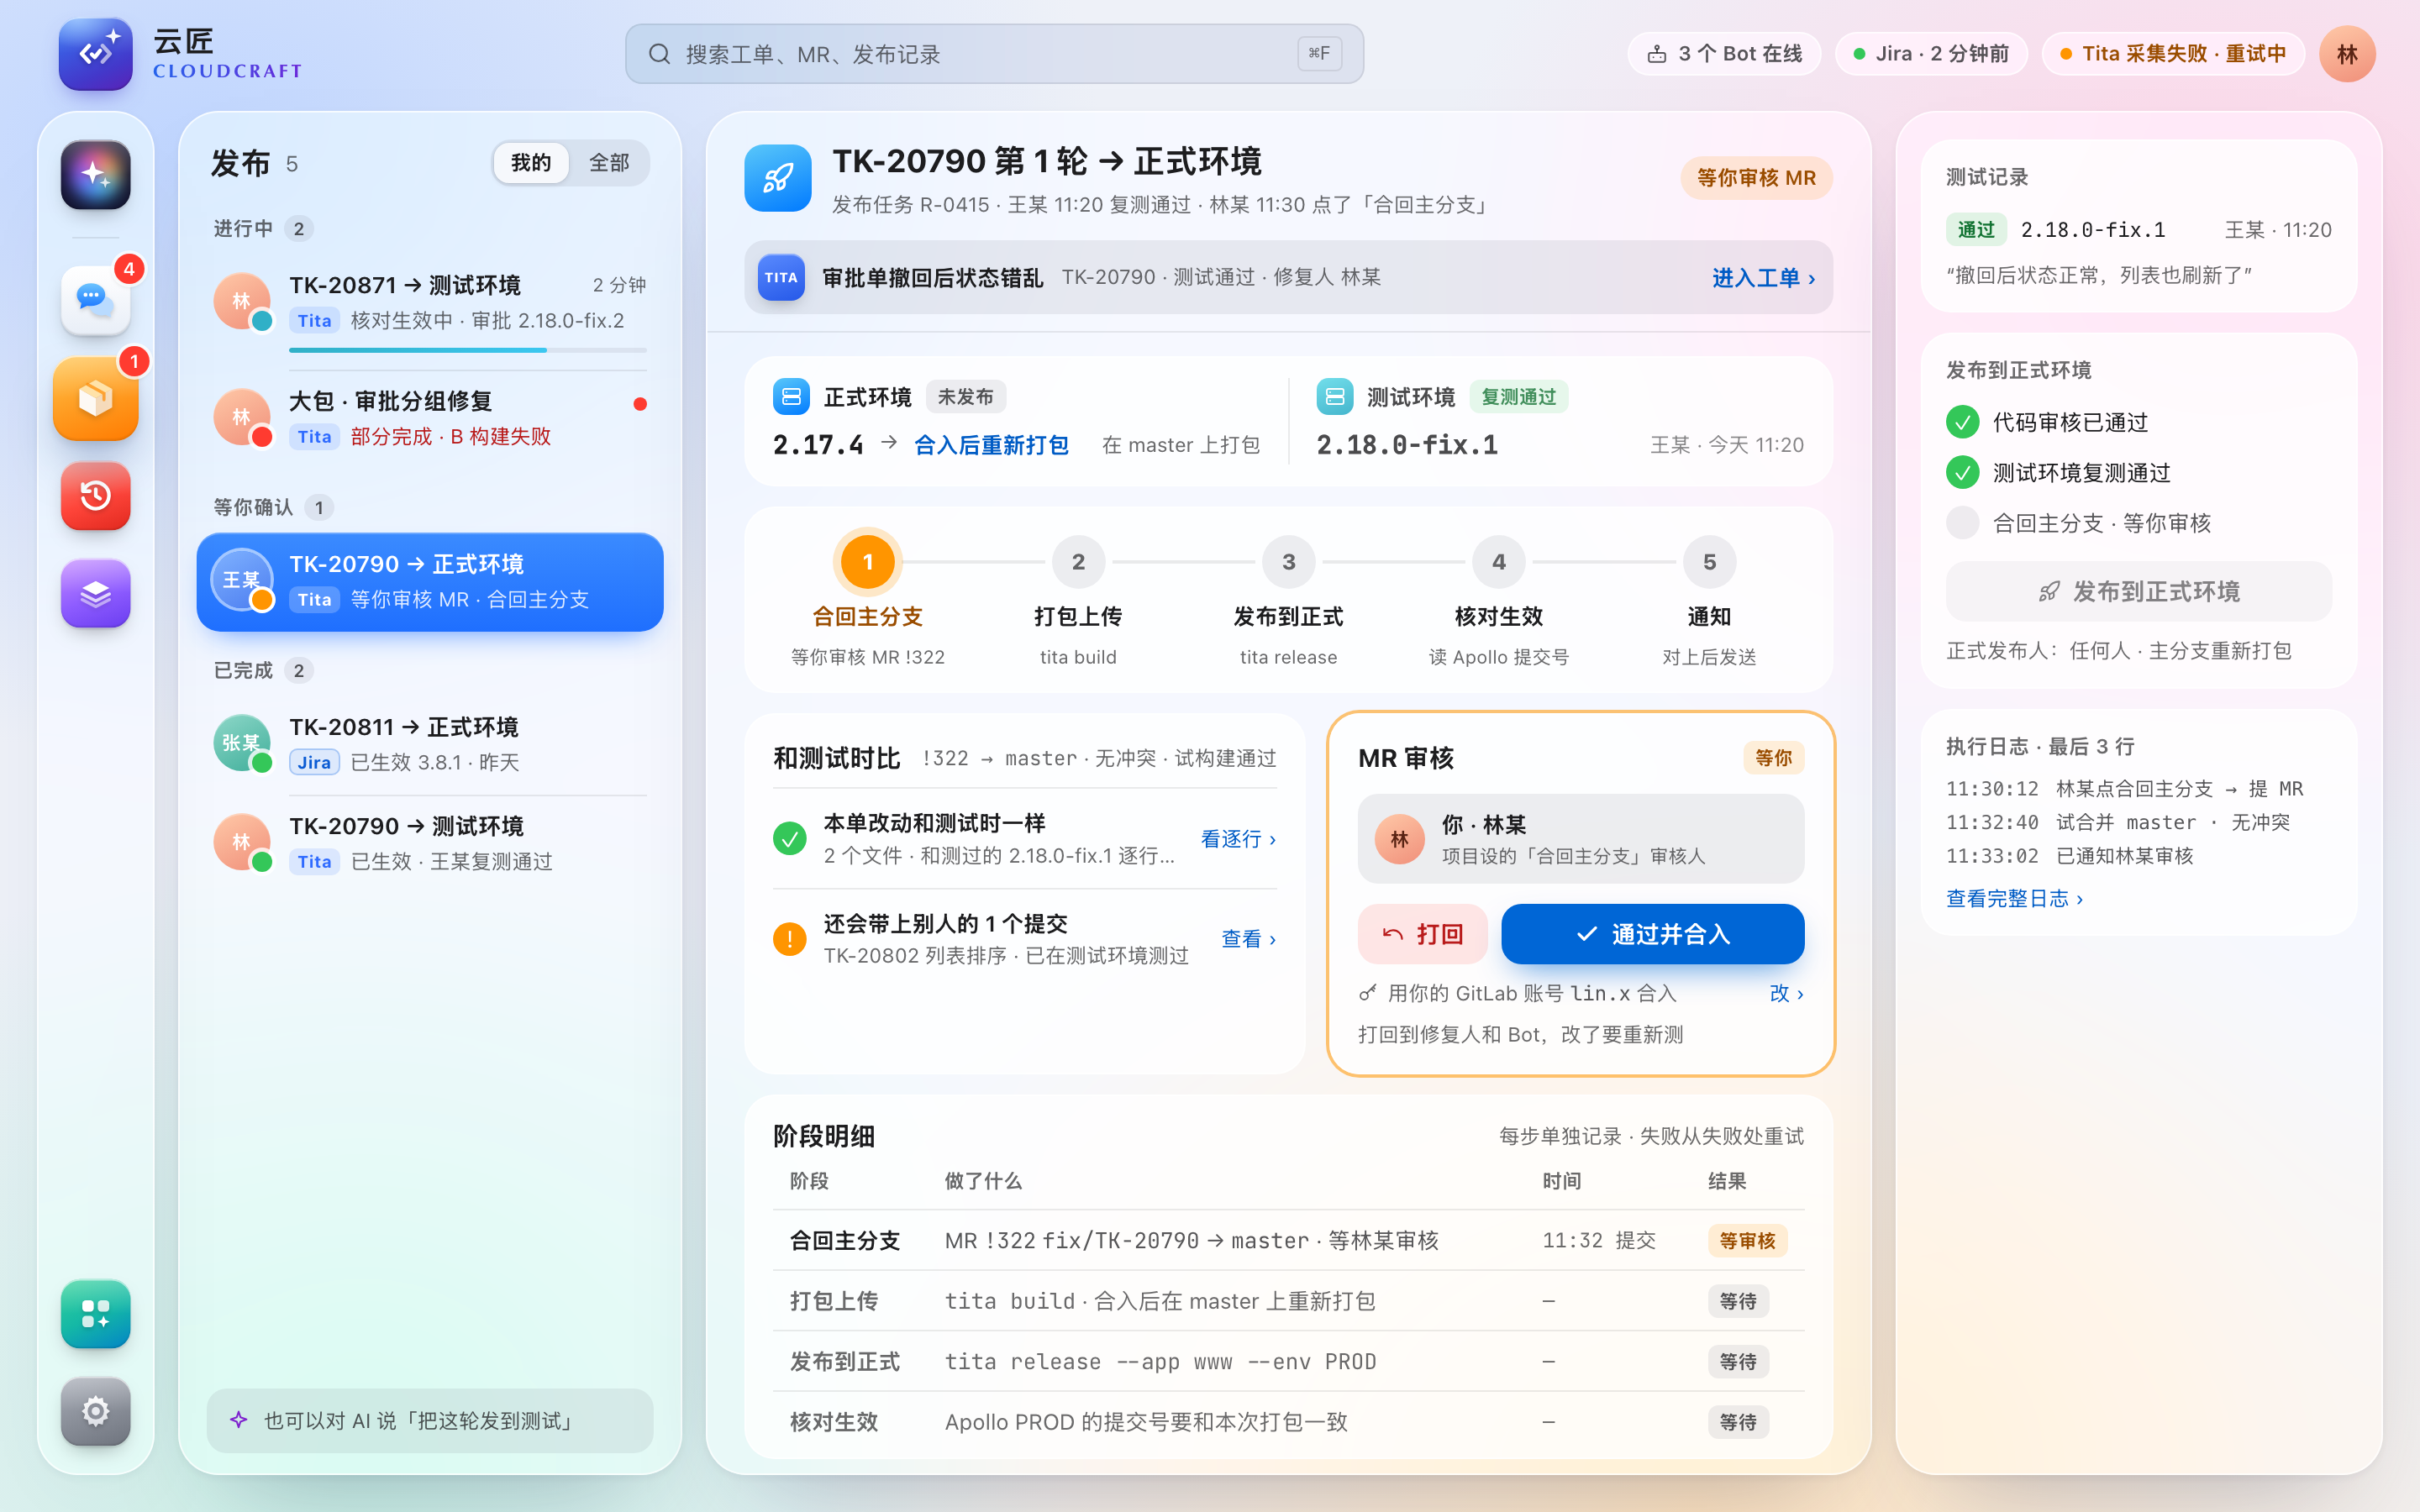 云匠
CLOUDCRAFT
搜索工单、MR、发布记录
⌘F
3 个 Bot 在线
Jira · 2 分钟前
Tita 采集失败 · 重试中
林
4
1
发布 5
我的
全部
进行中 2
林
TK-20871 → 测试环境
2 分钟
Tita 核对生效中 · 审批 2.18.0-fix.2
林
大包 · 审批分组修复
Tita 部分完成 · B 构建失败
等你确认 1
王某
TK-20790 → 正式环境
Tita 等你审核 MR · 合回主分支
已完成 2
张某
TK-20811 → 正式环境
Jira 已生效 3.8.1 · 昨天
林
TK-20790 → 测试环境
Tita 已生效 · 王某复测通过
也可以对 AI 说「把这轮发到测试」
TK-20790 第 1 轮 → 正式环境
发布任务 R-0415 · 王某 11:20 复测通过 · 林某 11:30 点了「合回主分支」
等你审核 MR
TITA
审批单撤回后状态错乱 TK-20790 · 测试通过 · 修复人 林某
进入工单 ›
正式环境 未发布
2.17.4 → 合入后重新打包 在 master 上打包
测试环境 复测通过
2.18.0-fix.1 王某 · 今天 11:20
1 2 3 4 5
合回主分支 打包上传 发布到正式 核对生效 通知
等你审核 MR !322 tita build tita release 读 Apollo 提交号 对上后发送
和测试时比 !322 → master · 无冲突 · 试构建通过
本单改动和测试时一样
2 个文件 · 和测过的 2.18.0-fix.1 逐行...
看逐行 ›
!
还会带上别人的 1 个提交
TK-20802 列表排序 · 已在测试环境测过
查看 ›
MR 审核
等你
林
你 · 林某
项目设的「合回主分支」审核人
打回
通过并合入
用你的 GitLab 账号 lin.x 合入
改 ›
打回到修复人和 Bot，改了要重新测
阶段明细
每步单独记录 · 失败从失败处重试
阶段 做了什么 时间 结果
合回主分支 MR !322 fix/TK-20790 → master · 等林某审核 11:32 提交 等审核
打包上传 tita build · 合入后在 master 上重新打包 — 等待
发布到正式 tita release --app www --env PROD — 等待
核对生效 Apollo PROD 的提交号要和本次打包一致 — 等待
测试记录
通过 2.18.0-fix.1 王某 · 11:20
“撤回后状态正常，列表也刷新了”
发布到正式环境
代码审核已通过
测试环境复测通过
合回主分支 · 等你审核
发布到正式环境
正式发布人：任何人 · 主分支重新打包
执行日志 · 最后 3 行
11:30:12 林某点合回主分支 → 提 MR
11:32:40 试合并 master · 无冲突
11:33:02 已通知林某审核
查看完整日志 ›